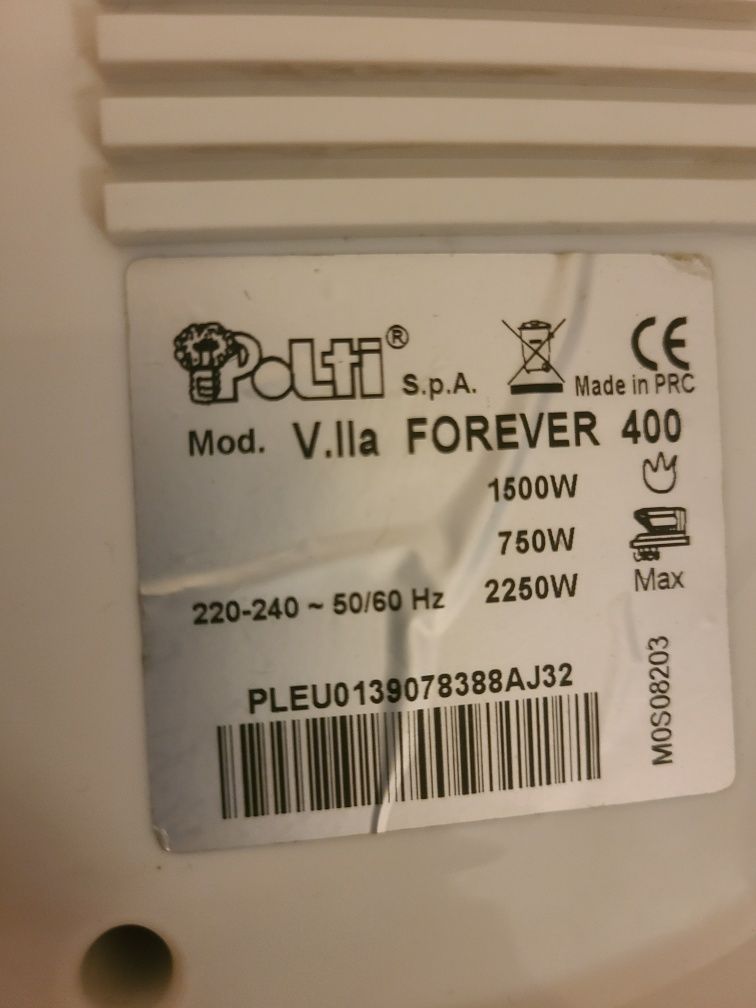 Polti® S.p.A.
CE
Made in PRC
Mod. V.IIa FOREVER 400
1500W
750W
220-240 ~ 50/60 Hz 2250W Max
PLEU0139078388AJ32
M0S08203